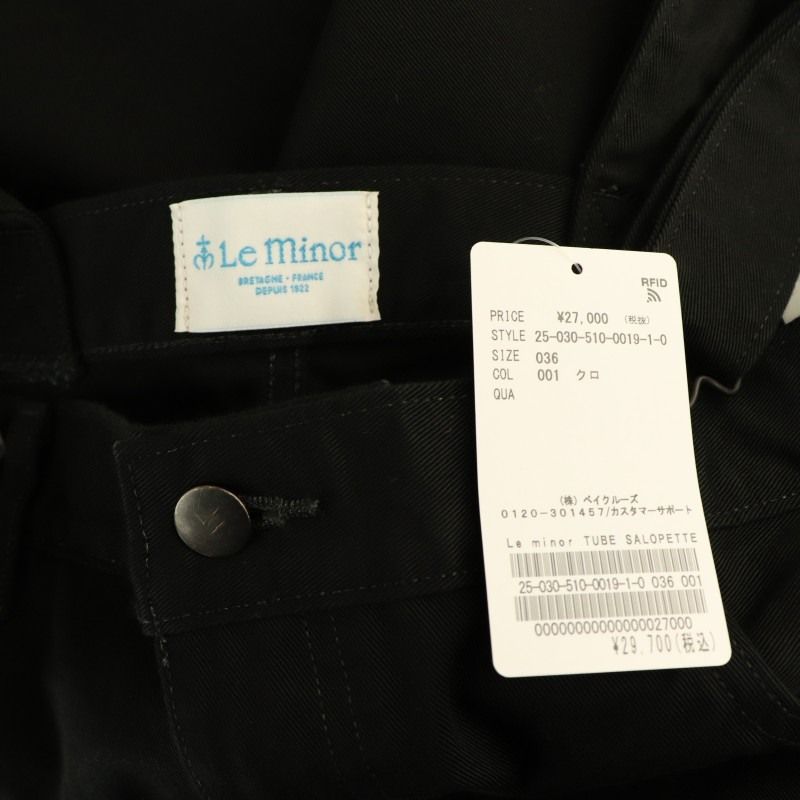 Le Minor
BRETAGNE - FRANCE
DEPUIS 1922
RFID
PRICE ¥27,000 (税抜)
STYLE 25-030-510-0019-1-0
SIZE 036
COL 001 クロ
QUA
(株) ベイクルーズ
0120-301457/カスタマーサポート
Le minor TUBE SALOPETTE
25-030-510-0019-1-0 036 001
00000000000000027000
¥29,700(税込)